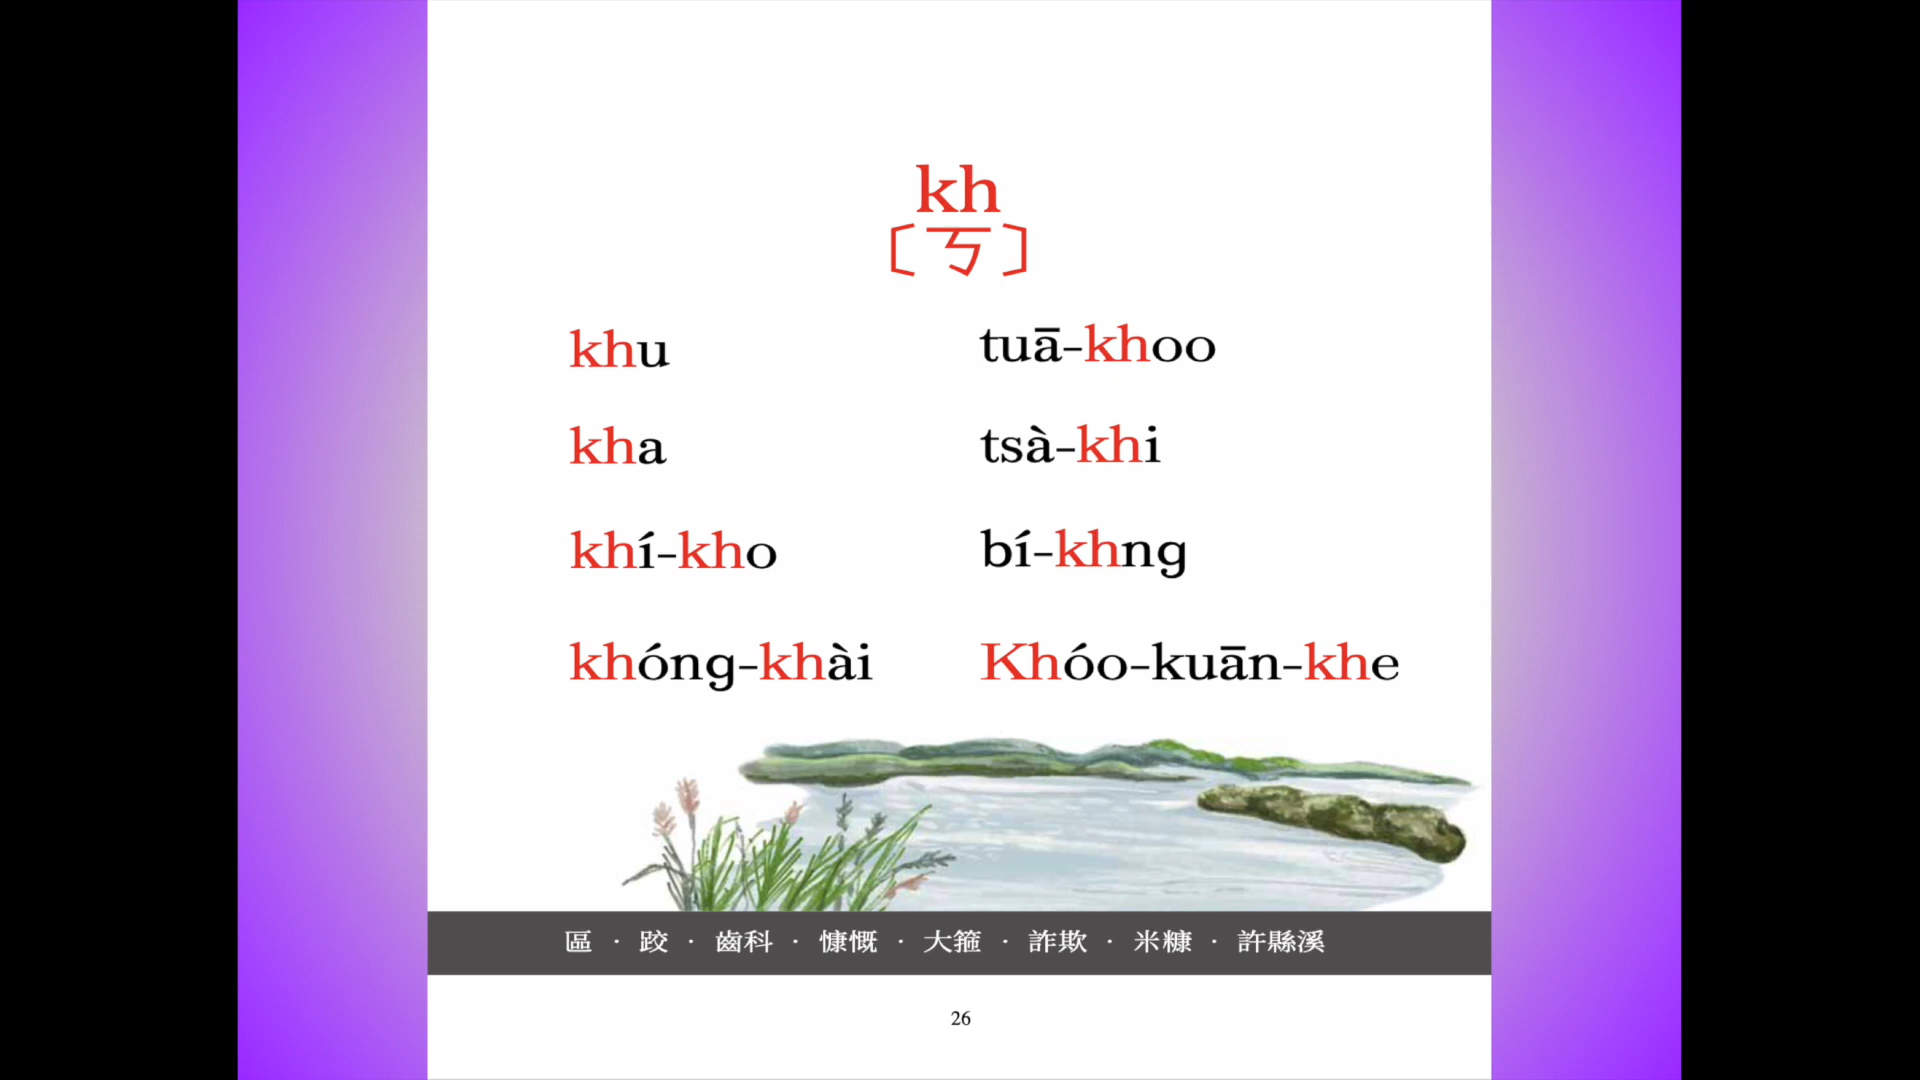 kh
〔ㄎ〕
khu
kha
khí-kho
khóng-khài
tuā-khoo
tsà-khi
bí-khng
Khóo-kuān-khe
區 · 跤 · 齒科 · 慷慨 · 大箍 · 詐欺 · 米糠 · 許縣溪
26